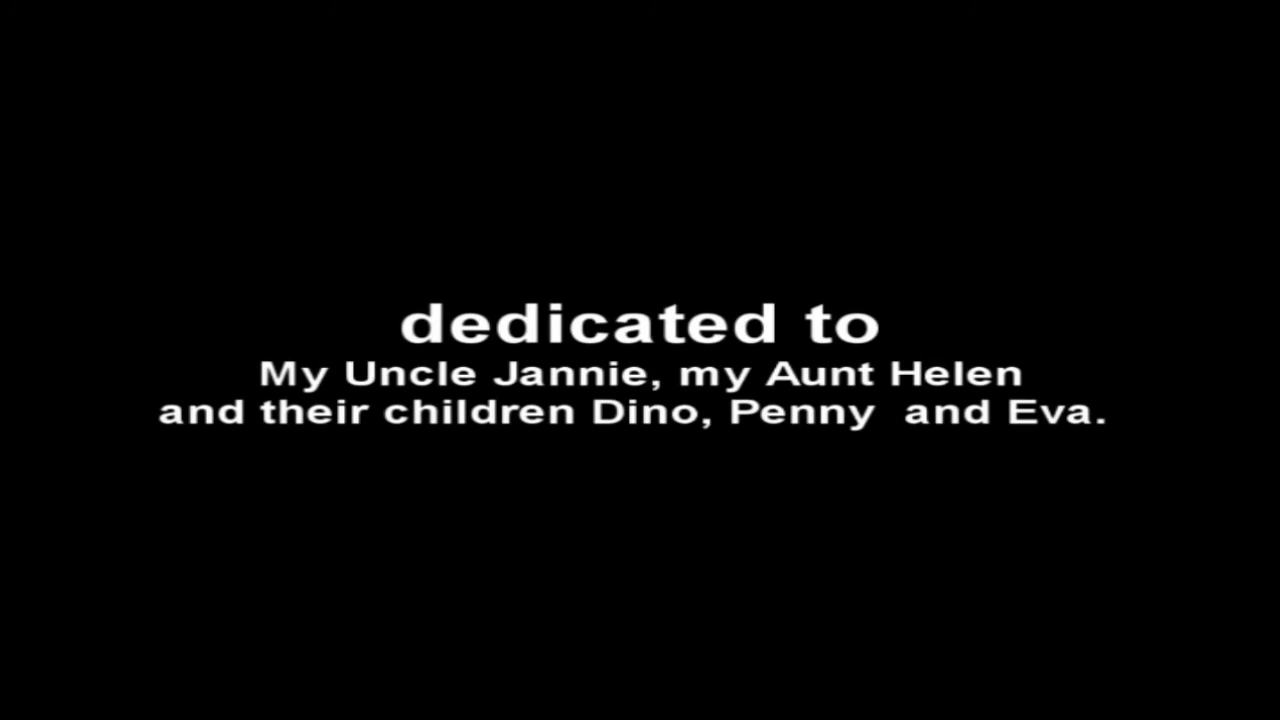 dedicated to
My Uncle Jannie, my Aunt Helen
and their children Dino, Penny  and Eva.